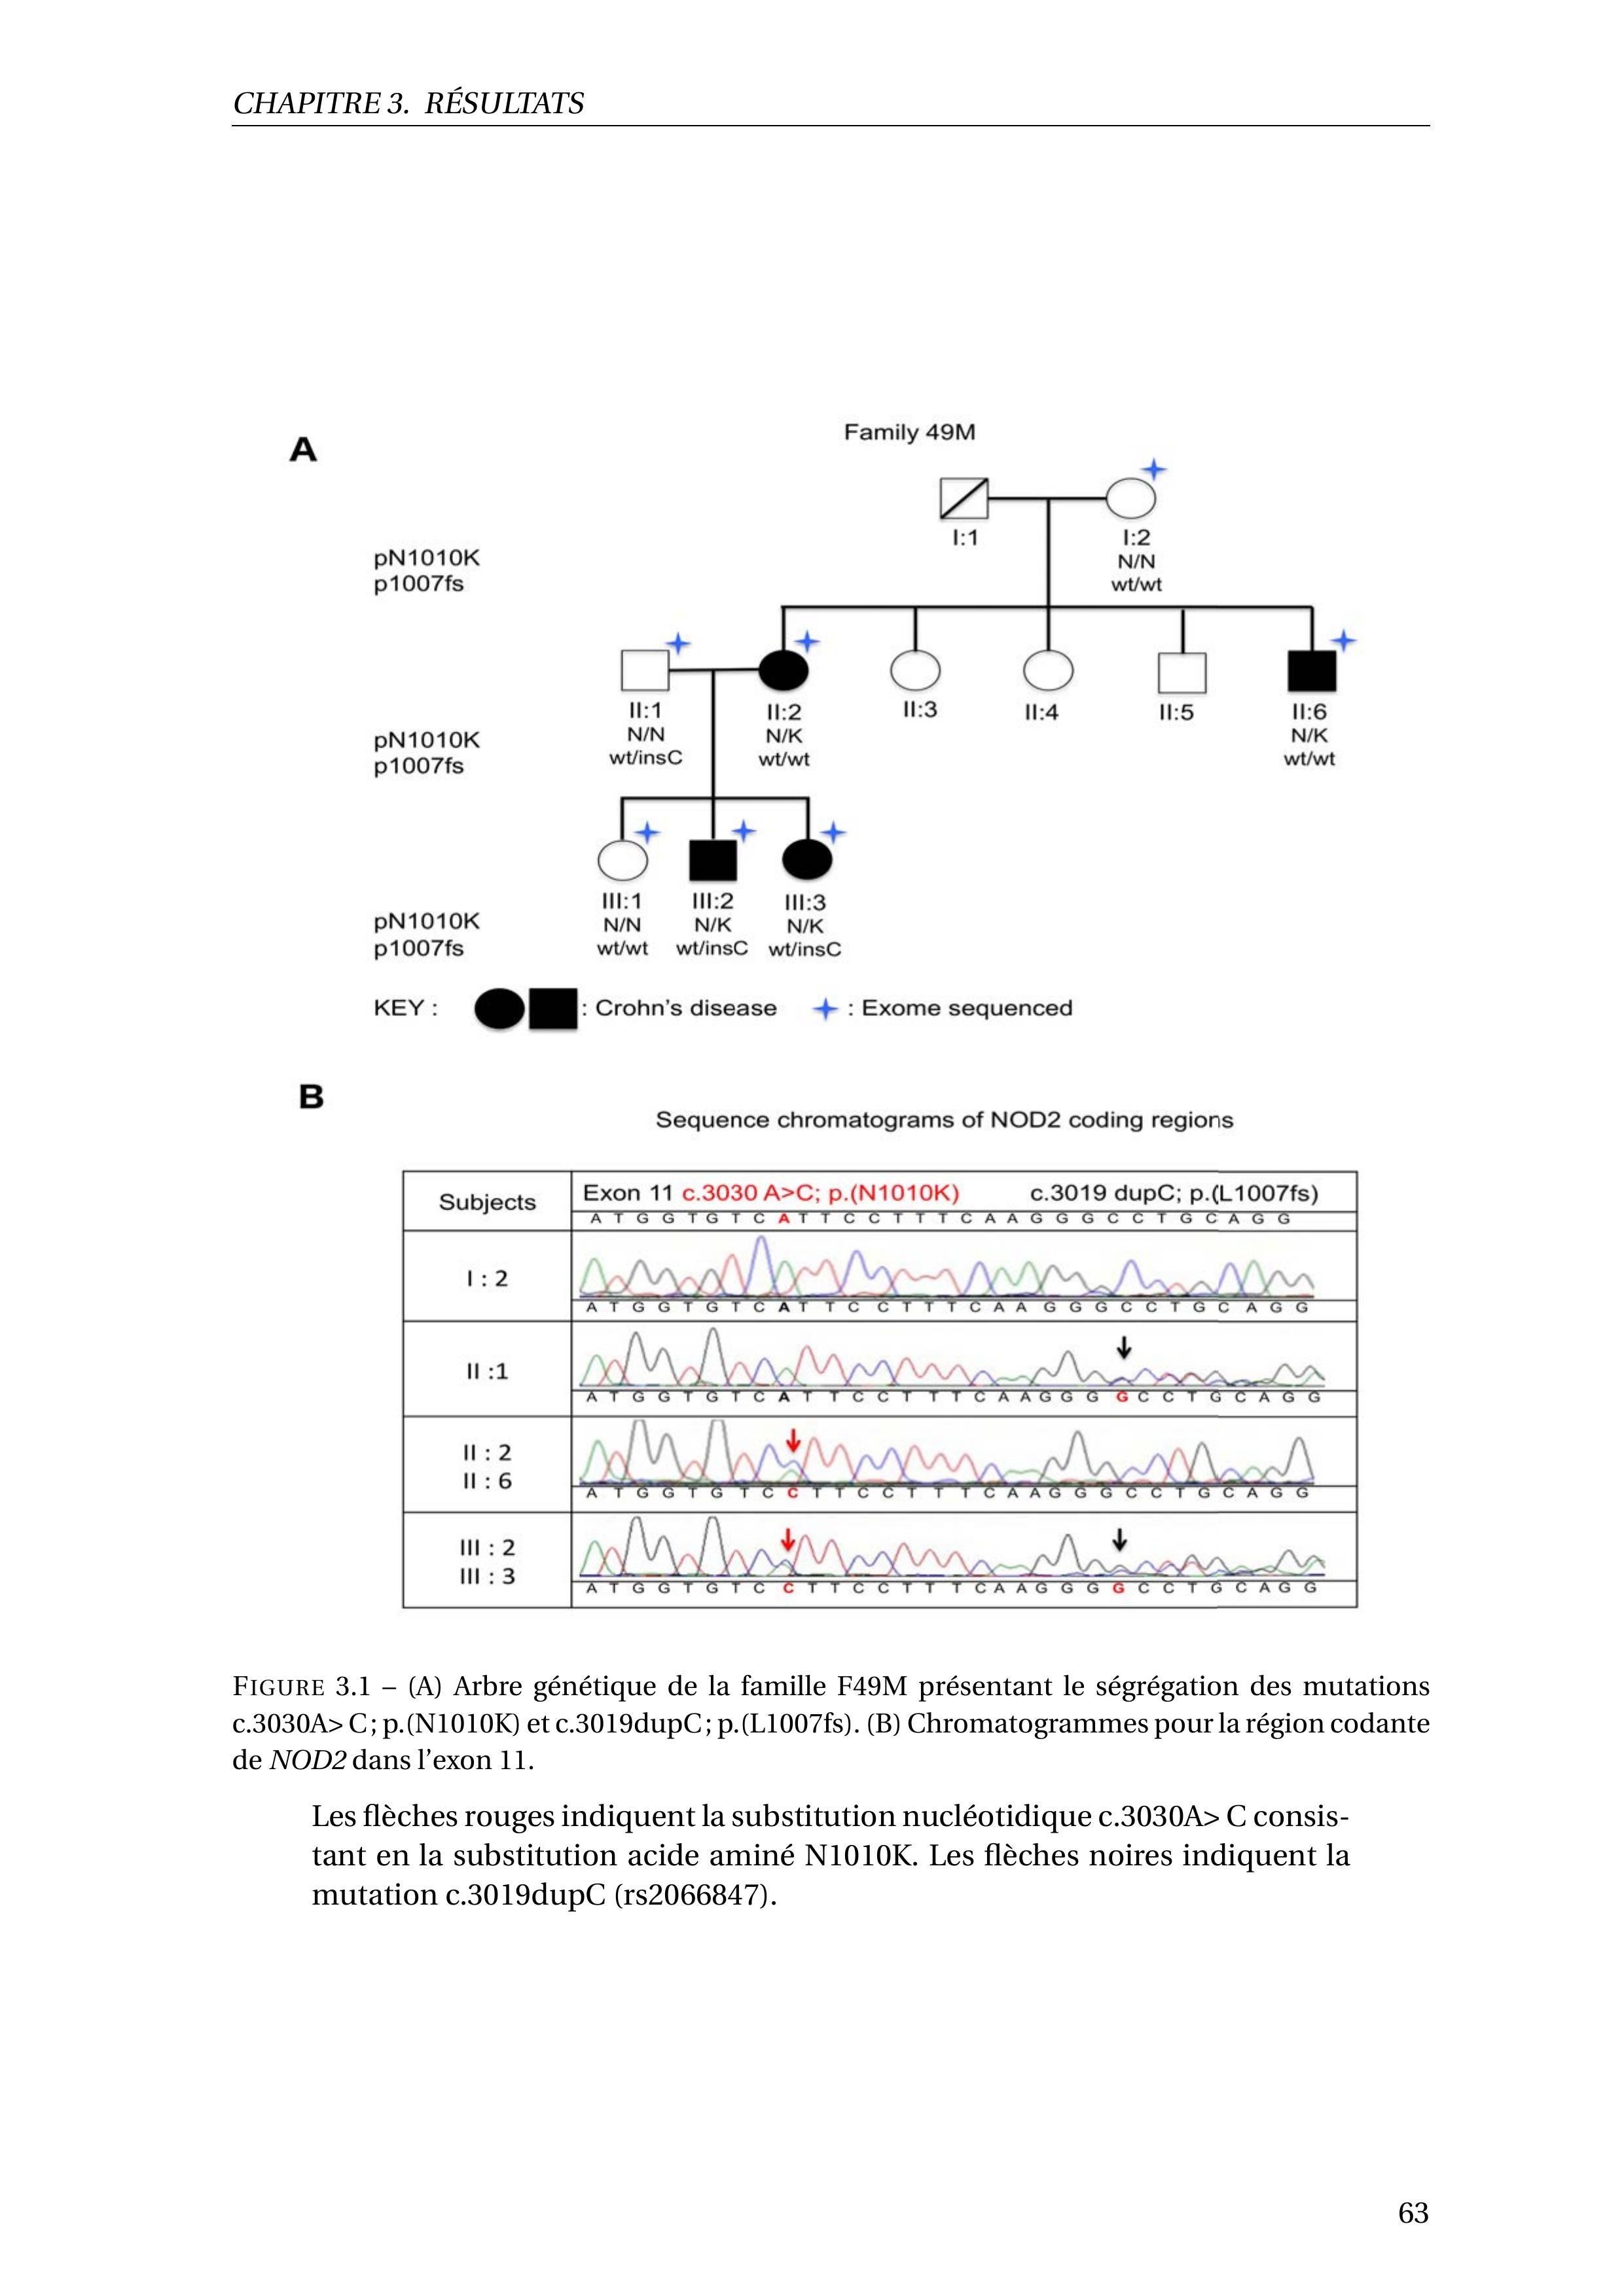 CHAPITRE 3. RÉSULTATS
A
Family 49M
I:1
I:2
N/N
wt/wt
pN1010K
p1007fs
II:1
N/N
wt/insC
II:2
N/K
wt/wt
II:3
II:4
II:5
II:6
N/K
wt/wt
pN1010K
p1007fs
III:1
N/N
wt/wt
III:2
N/K
wt/insC
III:3
N/K
wt/insC
pN1010K
p1007fs
KEY : : Crohn's disease : Exome sequenced
B
Sequence chromatograms of NOD2 coding regions
Subjects
Exon 11 c.3030 A>C; p.(N1010K) c.3019 dupC; p.(L1007fs)
A T G G T G T C A T T C C T T T C A A G G G C C T G C A G G
I : 2
A T G G T G T C A T T C C T T T C A A G G G C C T G C A G G
II :1
A T G G T G T C A T T C C T T T C A A G G G G C C T G C A G G
II : 2
II : 6
A T G G T G T C C T T C C T T T C A A G G G C C T G C A G G
III : 2
III : 3
A T G G T G T C C T T C C T T T C A A G G G G C C T G C A G G
FIGURE 3.1 – (A) Arbre génétique de la famille F49M présentant le ségrégation des mutations
c.3030A> C; p.(N1010K) et c.3019dupC; p.(L1007fs). (B) Chromatogrammes pour la région codante
de NOD2 dans l'exon 11.
Les flèches rouges indiquent la substitution nucléotidique c.3030A> C consis-
tant en la substitution acide aminé N1010K. Les flèches noires indiquent la
mutation c.3019dupC (rs2066847).
63